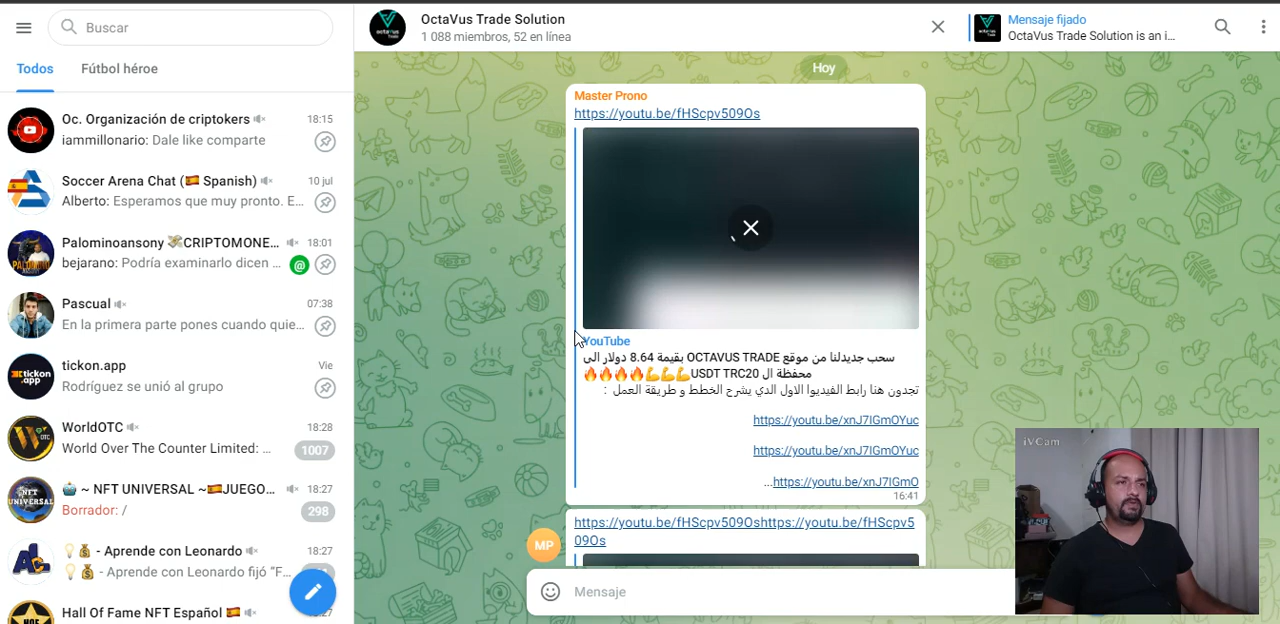 Buscar
Todos
Fútbol héroe
Oc. Organización de criptokers
18:15
iammillonario: Dale like comparte
Soccer Arena Chat (🇪🇸 Spanish)
10 jul
Alberto: Esperamos que muy pronto. E...
Palominoansony 💸CRIPTOMONE...
18:01
bejarano: Podría examinarlo dicen ...
@
Pascual
07:38
En la primera parte pones cuando quie...
tickon.app
Vie
Rodríguez se unió al grupo
WorldOTC
18:28
World Over The Counter Limited: ...
1007
🤖 ~ NFT UNIVERSAL ~🇪🇸JUEGO...
18:27
Borrador: /
298
💡💰 - Aprende con Leonardo
18:27
💡💰 - Aprende con Leonardo fijó “F...
Hall Of Fame NFT Español 🇪🇸
OctaVus Trade Solution
1 088 miembros, 52 en línea
Mensaje fijado
OctaVus Trade Solution is an i...
Hoy
Master Prono
https://youtu.be/fHScpv509Os
YouTube
سحب جديدلنا من موقع OCTAVUS TRADE بقيمة 8.64 دولار الى
محفظة ال USDT TRC20💪💪💪🔥🔥🔥🔥
تجدون هنا رابط الفيديوا الاول الدي يشرح الخطط و طريقة العمل :
https://youtu.be/xnJ7IGmOYuc
https://youtu.be/xnJ7IGmOYuc
...https://youtu.be/xnJ7IGmO
16:41
https://youtu.be/fHScpv509Oshttps://youtu.be/fHScpv5
09Os
MP
Mensaje
iVCam